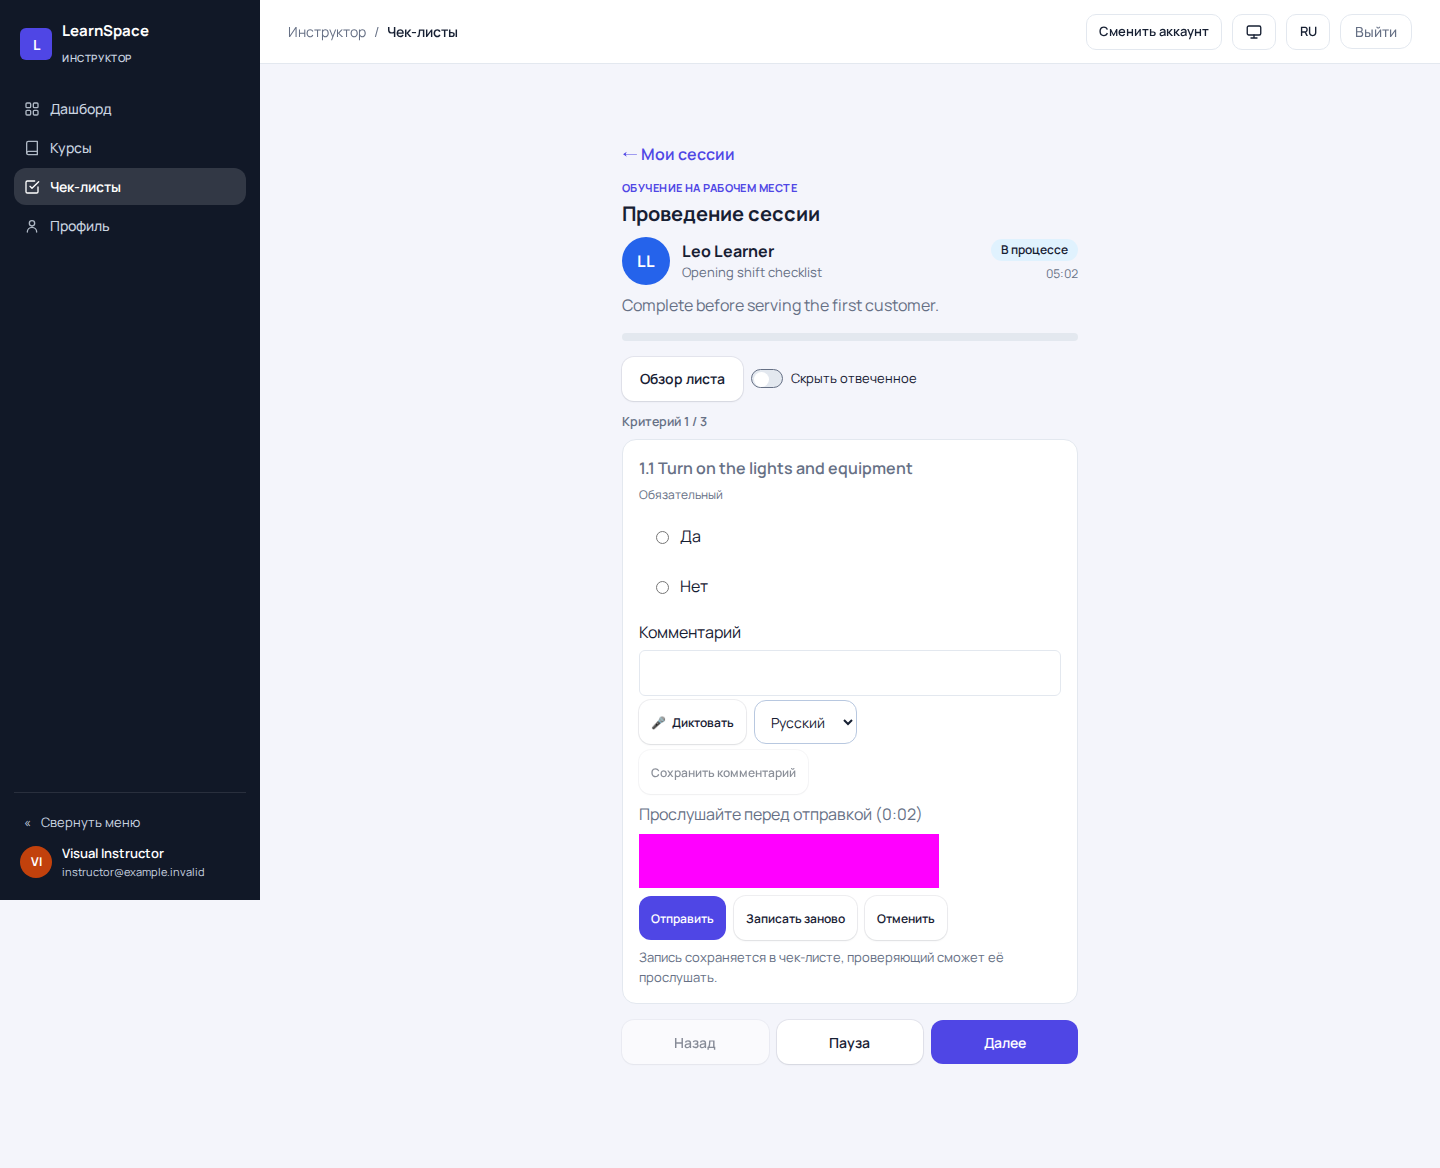 L
LearnSpace
ИНСТРУКТОР
Дашборд
Курсы
Чек-листы
Профиль
« Свернуть меню
VI
Visual Instructor
instructor@example.invalid
Инструктор / Чек-листы
Сменить аккаунт
RU
Выйти
← Мои сессии
ОБУЧЕНИЕ НА РАБОЧЕМ МЕСТЕ
Проведение сессии
LL
Leo Learner
Opening shift checklist
В процессе
05:02
Complete before serving the first customer.
Обзор листа
Скрыть отвеченное
Критерий 1 / 3
1.1 Turn on the lights and equipment
Обязательный
Да
Нет
Комментарий
Диктовать
Русский
Сохранить комментарий
Прослушайте перед отправкой (0:02)
Отправить
Записать заново
Отменить
Запись сохраняется в чек-листе, проверяющий сможет её
прослушать.
Назад
Пауза
Далее